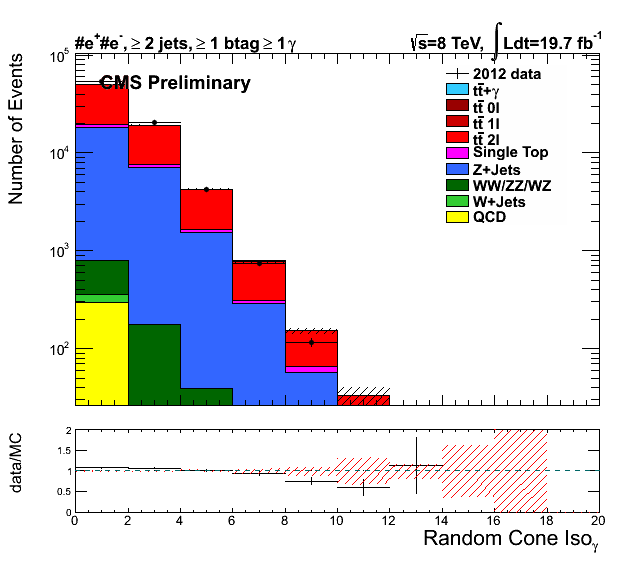 #e⁺#e⁻, ≥ 2 jets, ≥ 1 btag ≥ 1 γ
√s=8 TeV, ∫ Ldt=19.7 fb⁻¹
CMS Preliminary
Number of Events
10⁵
10⁴
10³
10²
2012 data
tt̄+γ
tt̄ 0l
tt̄ 1l
tt̄ 2l
Single Top
Z+Jets
WW/ZZ/WZ
W+Jets
QCD
data/MC
2
1.5
1
0.5
0
0 2 4 6 8 10 12 14 16 18 20
Random Cone Iso_γ